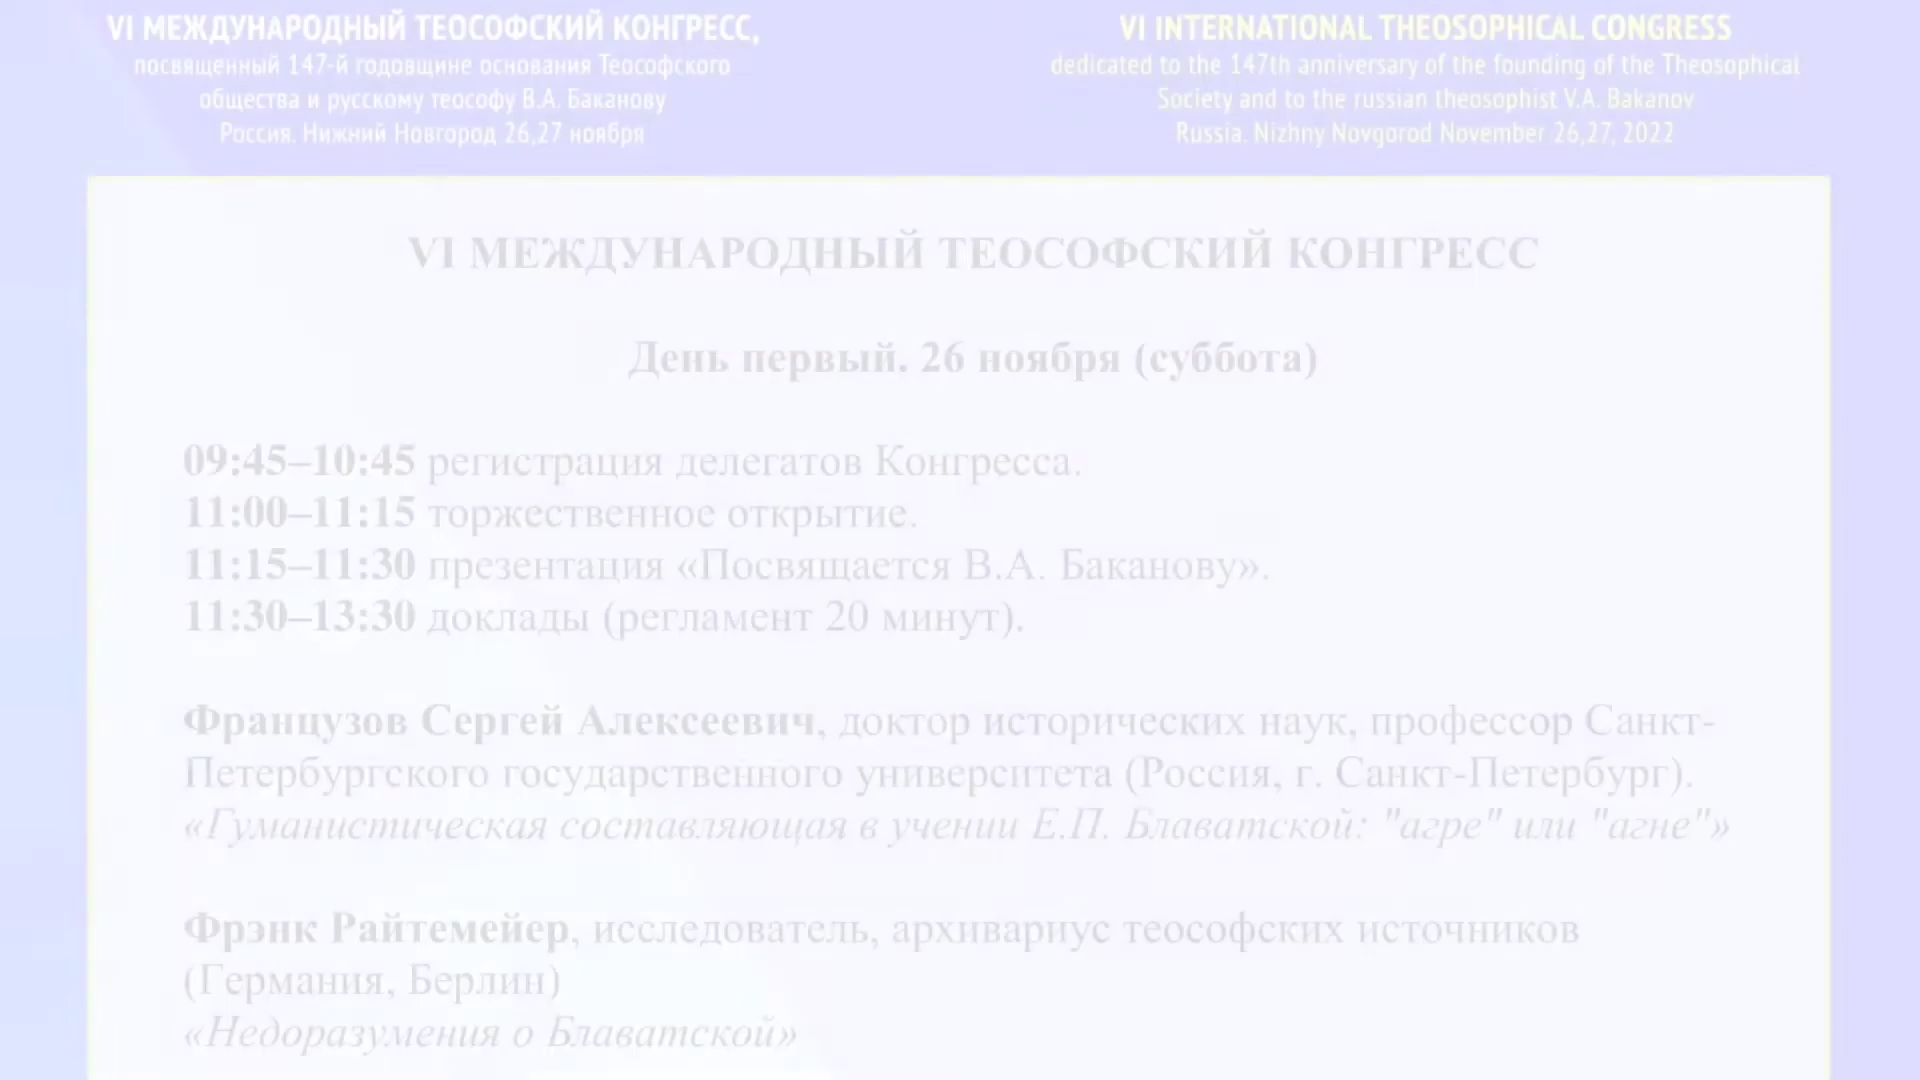 VI МЕЖДУНАРОДНЫЙ ТЕОСОФСКИЙ КОНГРЕСС,
посвященный 147-й годовщине основания Теософского
общества и русскому теософу В.А. Баканову
Россия. Нижний Новгород 26,27 ноября
VI INTERNATIONAL THEOSOPHICAL CONGRESS
dedicated to the 147th anniversary of the founding of the Theosophical
Society and to the russian theosophist V.A. Bakanov
Russia. Nizhny Novgorod November 26,27, 2022
VI МЕЖДУНАРОДНЫЙ ТЕОСОФСКИЙ КОНГРЕСС
День первый. 26 ноября (суббота)
09:45–10:45 регистрация делегатов Конгресса.
11:00–11:15 торжественное открытие.
11:15–11:30 презентация «Посвящается В.А. Баканову».
11:30–13:30 доклады (регламент 20 минут).
Французов Сергей Алексеевич, доктор исторических наук, профессор Санкт-
Петербургского государственного университета (Россия, г. Санкт-Петербург).
«Гуманистическая составляющая в учении Е.П. Блаватской: "агре" или "агне"»
Фрэнк Райтемейер, исследователь, архивариус теософских источников
(Германия, Берлин)
«Недоразумения о Блаватской»